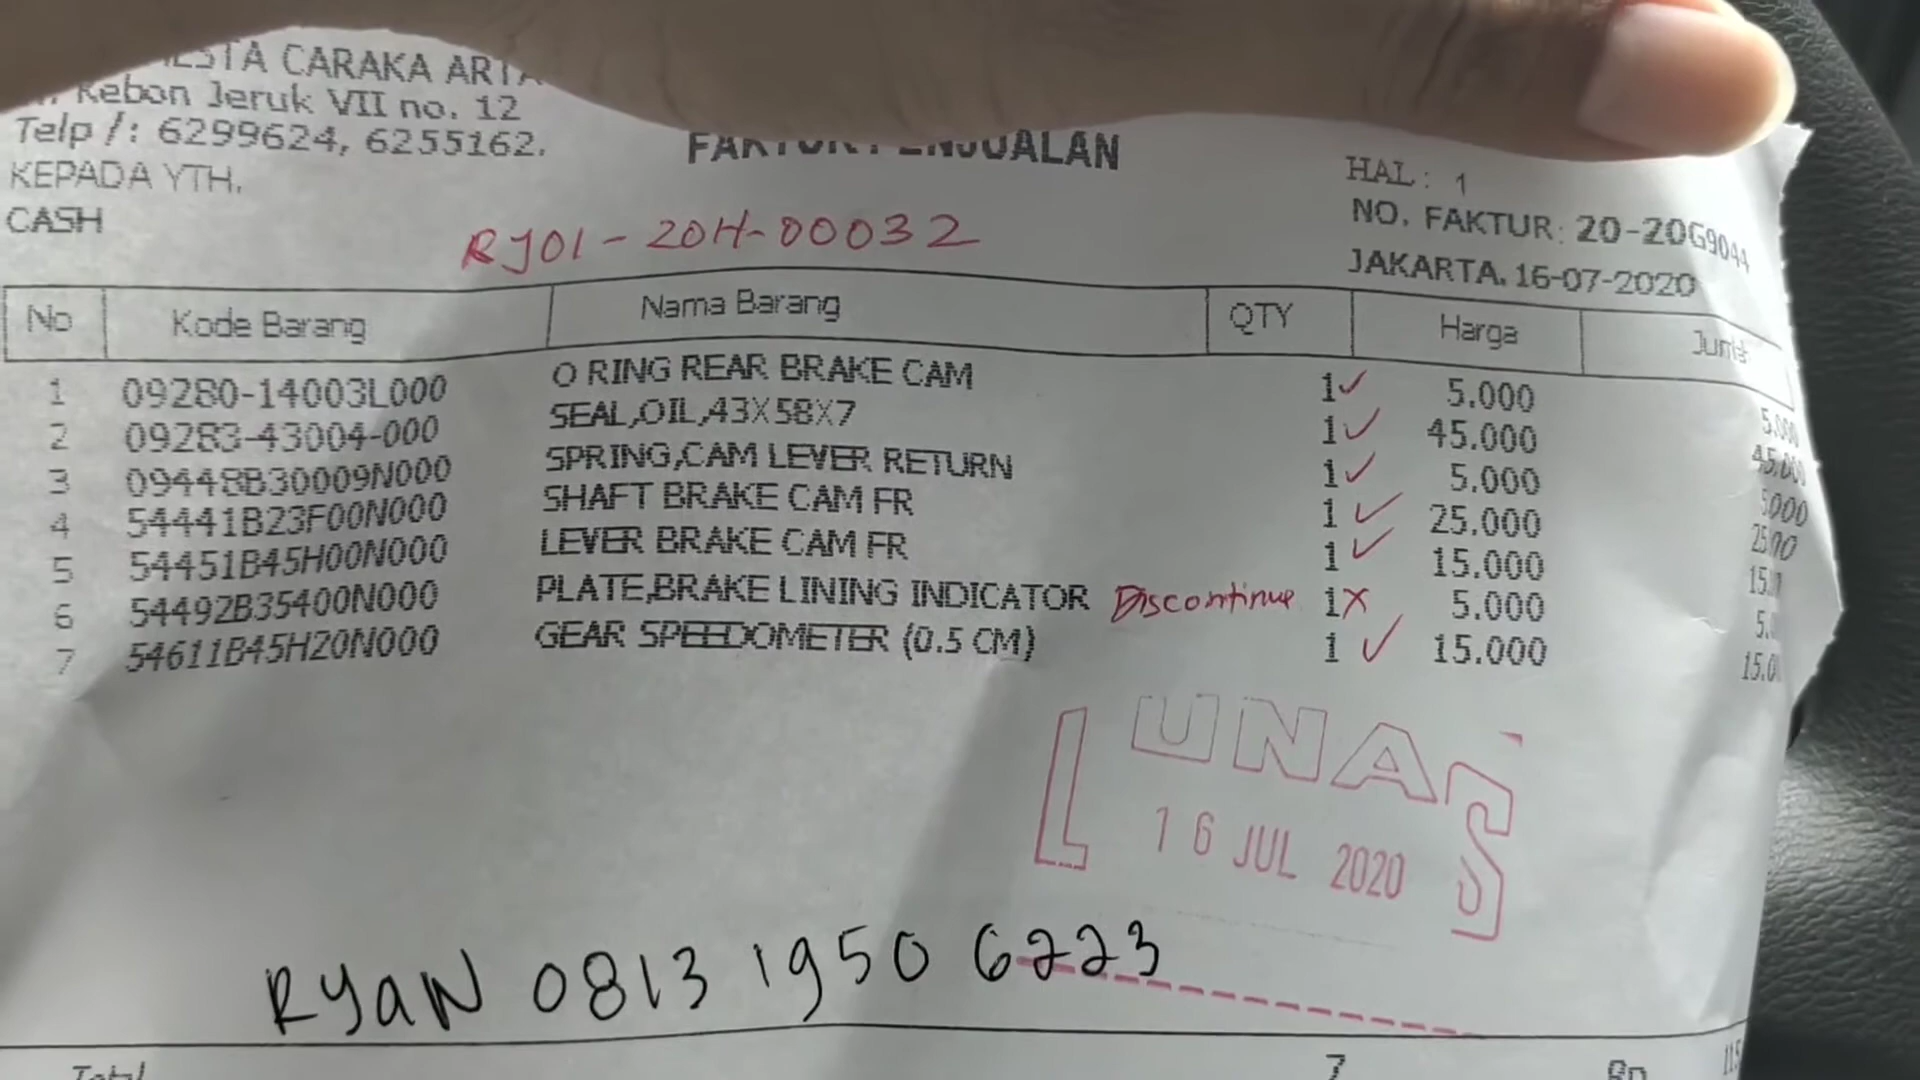 CARAKA
Kebon Jeruk VII no. 12
Telp /: 6299624, 6255162.
KEPADA YTH.
CASH
FAKTUR PENJUALAN
HAL: 1
NO. FAKTUR: 20-20G9044
JAKARTA. 16-07-2020
RJ01-20H-00032
No Kode Barang Nama Barang QTY Harga
1 09280-14003L000 O RING REAR BRAKE CAM 1✓ 5.000 5.000
2 09283-43004-000 SEAL,OIL,43X58X7 1✓ 45.000 45.000
3 09448B30009N000 SPRING,CAM LEVER RETURN 1✓ 5.000 5.000
4 54441B23F00N000 SHAFT BRAKE CAM FR 1✓ 25.000
5 54451B45H00N000 LEVER BRAKE CAM FR 1✓ 15.000
6 54492B35400N000 PLATE,BRAKE LINING INDICATOR Discontinue 1X 5.000
7 54611B45H20N000 GEAR SPEEDOMETER (0.5 CM) 1✓ 15.000
LUNAS
16 JUL 2020
RYAN 0813 1950 6223
Total 7 Rp